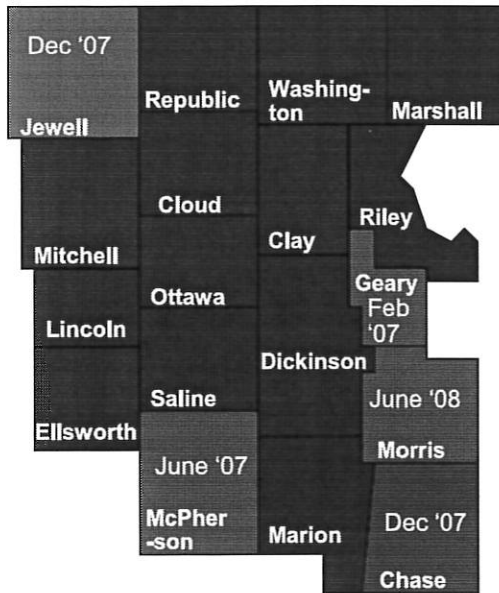 Dec ‘07
Jewell
Republic
Washing-
ton
Marshall
Mitchell
Cloud
Clay
Riley
Lincoln
Ottawa
Geary
Feb
‘07
Dickinson
Ellsworth
Saline
June ‘08
Morris
June ‘07
McPher
-son
Marion
Dec ‘07
Chase